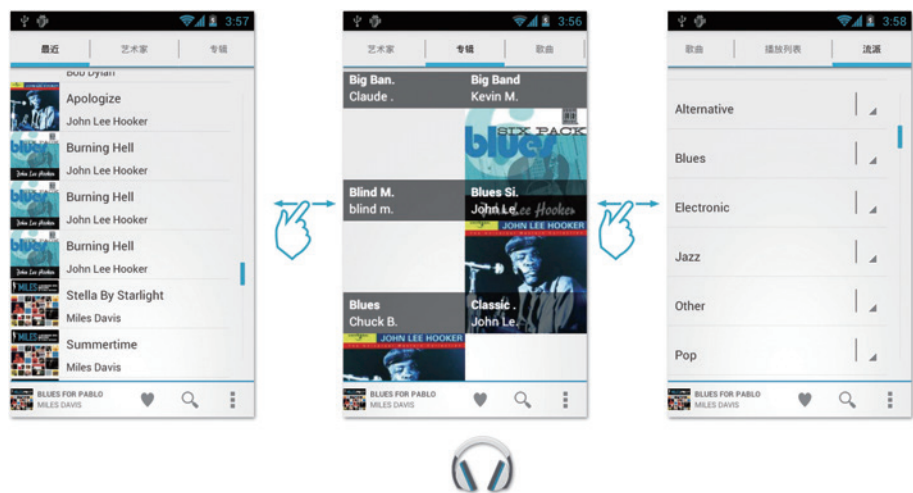 3:57
最近 艺术家 专辑
Bob Dylan
Apologize
John Lee Hooker
Burning Hell
John Lee Hooker
Burning Hell
John Lee Hooker
Burning Hell
John Lee Hooker
Stella By Starlight
Miles Davis
Summertime
Miles Davis
BLUES FOR PABLO
MILES DAVIS
3:56
艺术家 专辑 歌曲
Big Ban. Big Band
Claude . Kevin M.
SIX PACK
blues
Blind M. Blues Si.
blind m. John Le.
John Lee Hooker
JOHN LEE HOOKER
Blues Classic .
Chuck B. John Le.
JOHN LEE HOOKER
BLUES FOR PABLO
MILES DAVIS
3:58
歌曲 播放列表 流派
Alternative
Blues
Electronic
Jazz
Other
Pop
BLUES FOR PABLO
MILES DAVIS